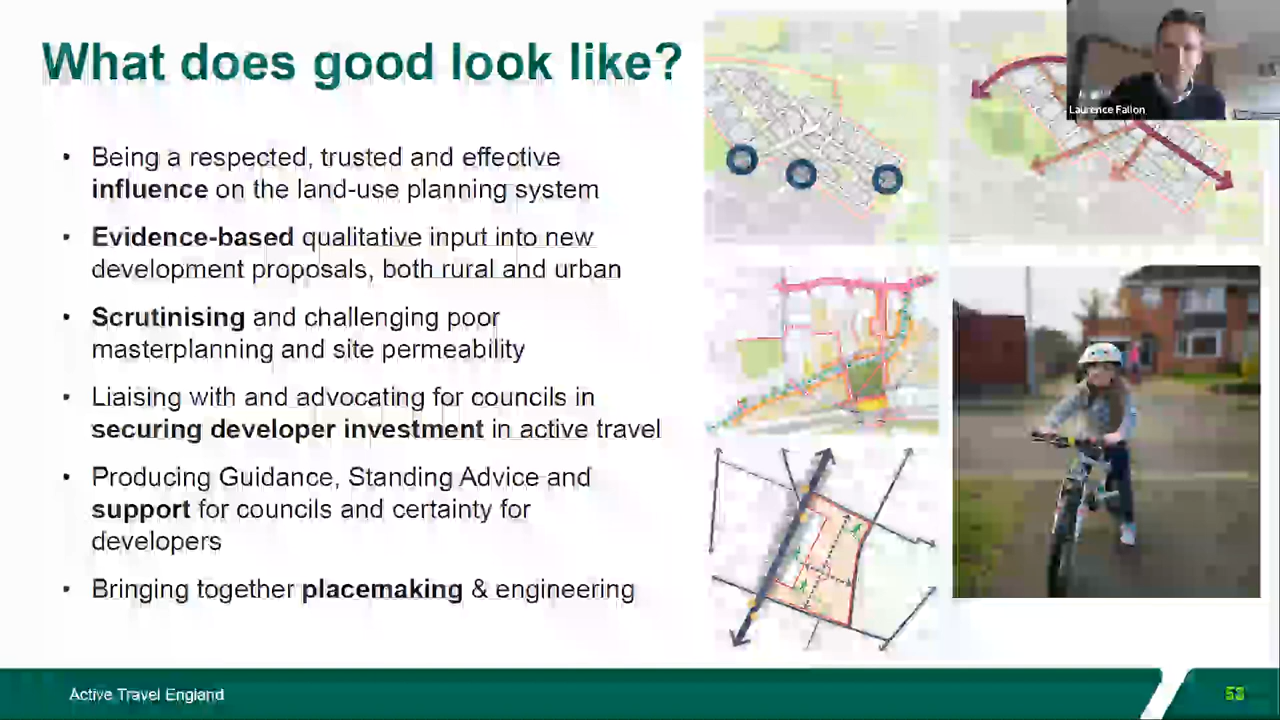 What does good look like?
Laurence Fallon
• Being a respected, trusted and effective
influence on the land-use planning system
• Evidence-based qualitative input into new
development proposals, both rural and urban
• Scrutinising and challenging poor
masterplanning and site permeability
• Liaising with and advocating for councils in
securing developer investment in active travel
• Producing Guidance, Standing Advice and
support for councils and certainty for
developers
• Bringing together placemaking & engineering
Active Travel England
53